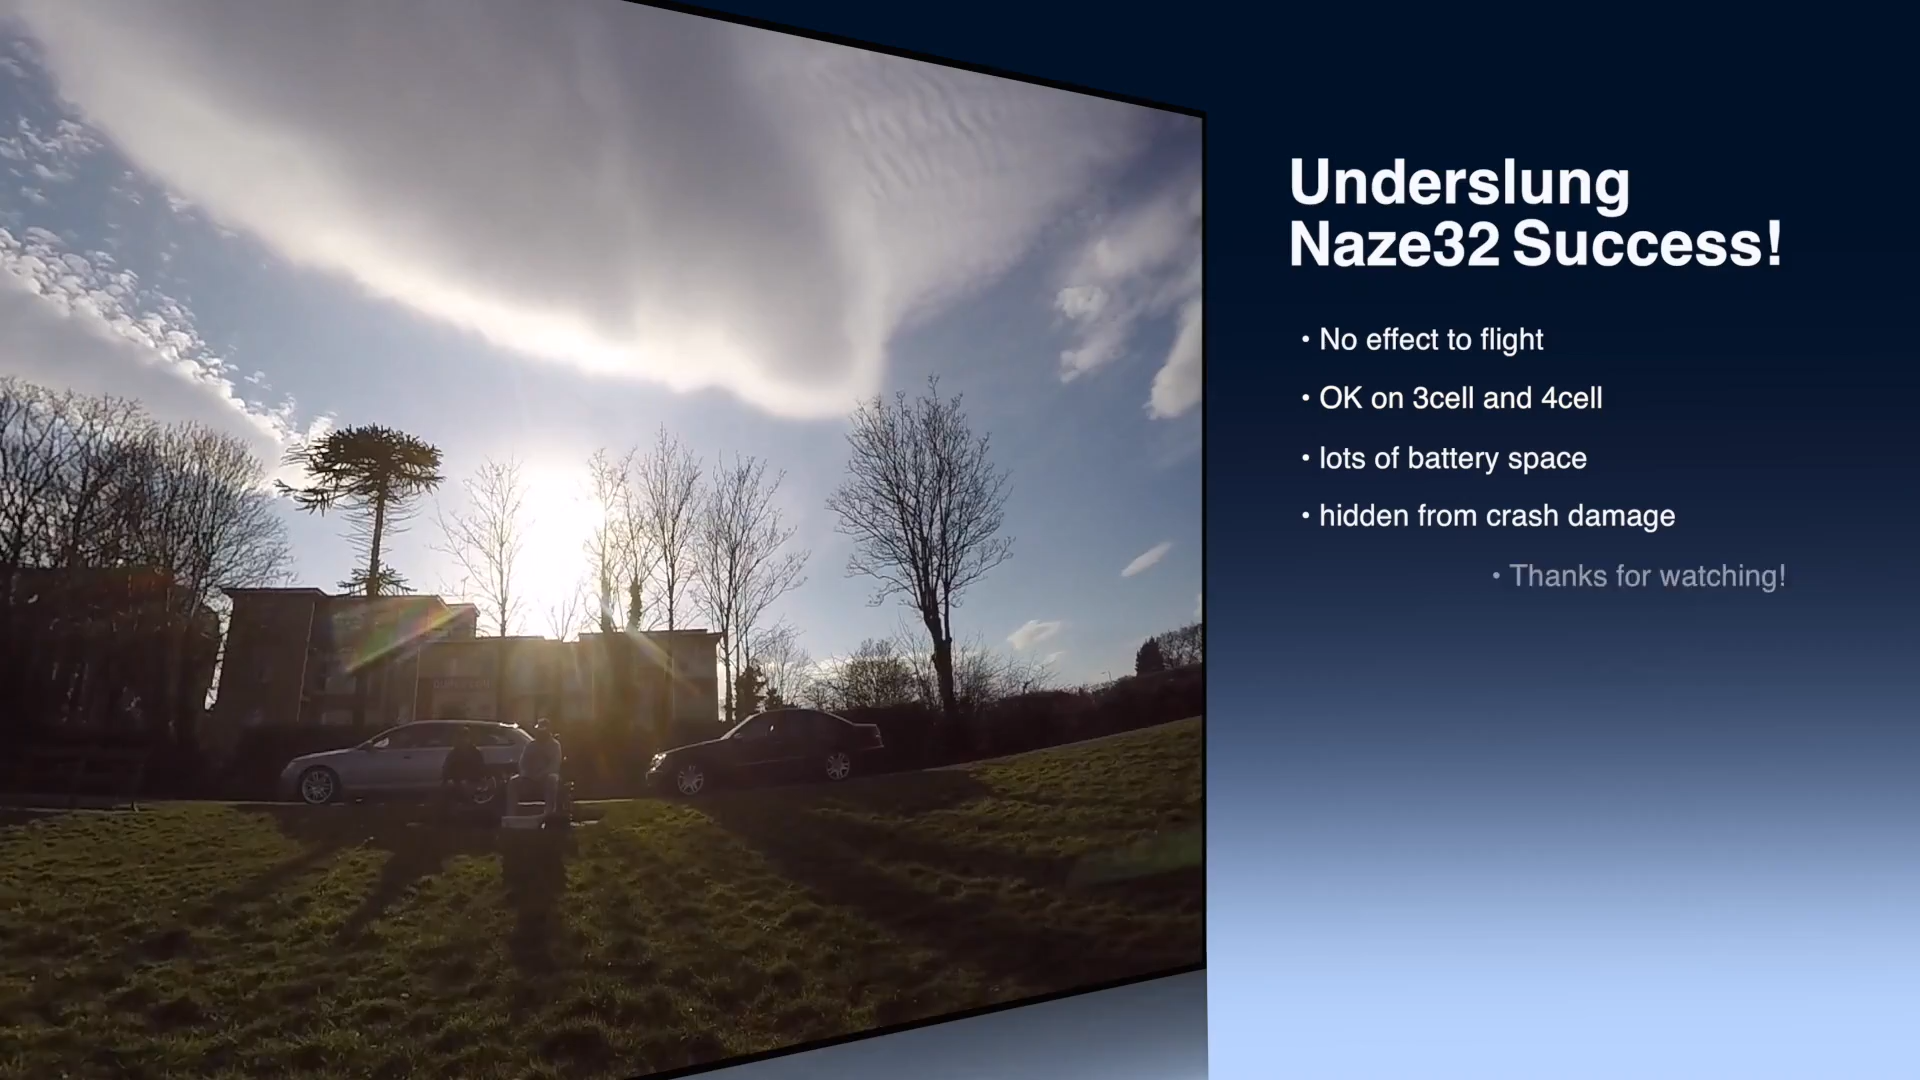 Underslung
Naze32 Success!
• No effect to flight
• OK on 3cell and 4cell
• lots of battery space
• hidden from crash damage
• Thanks for watching!